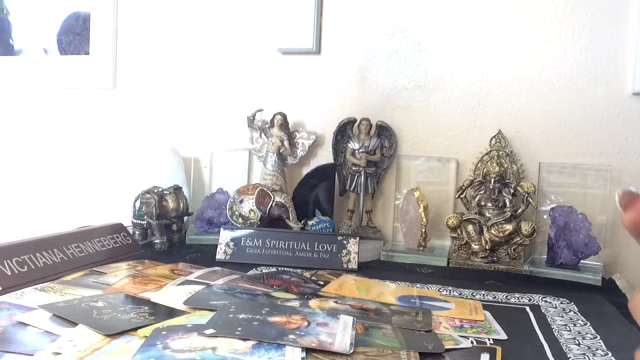 VICTIANA HENNEBERG
E&M SPIRITUAL LOVE
GUIA ESPIRITUAL, AMOR & PAZ